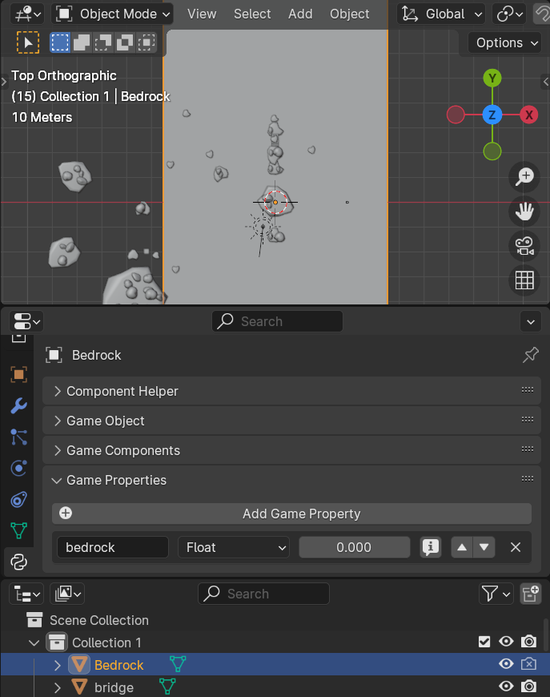 Object Mode View Select Add Object Global
Options
Top Orthographic
(15) Collection 1 | Bedrock
10 Meters
Y
Z
X
Search
Bedrock
Component Helper
Game Object
Game Components
Game Properties
Add Game Property
bedrock Float 0.000
Search
Scene Collection
Collection 1
Bedrock
bridge